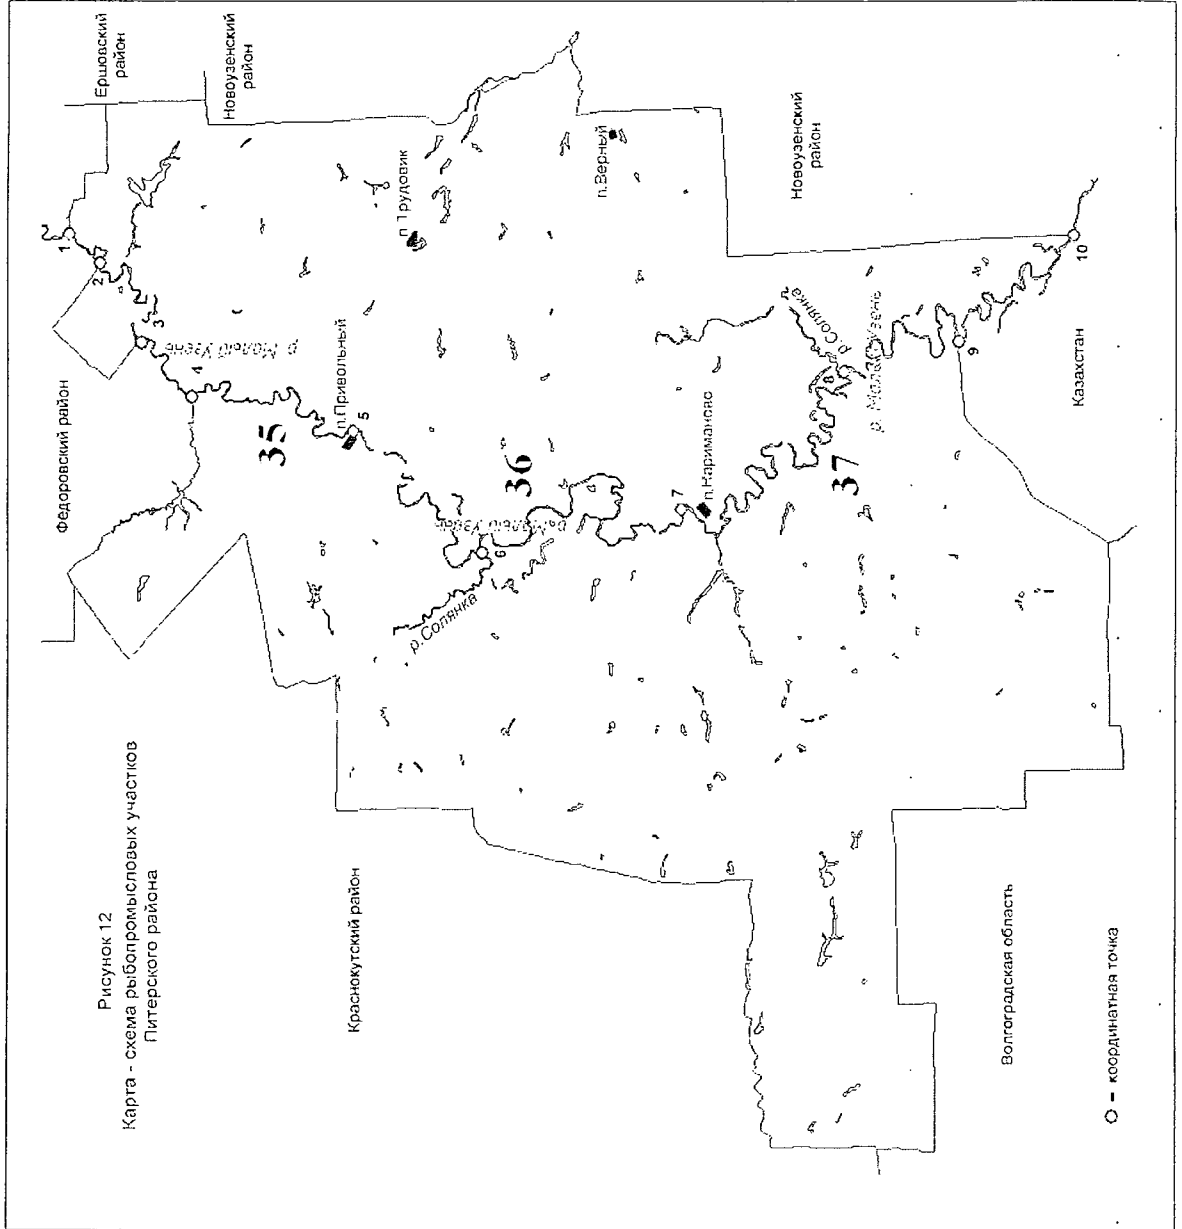 Рисунок 12
Карта - схема рыбопромысловых участков
Питерского района
Федоровский район
Ершовский
район
Новоузенский
район
1
2
3
р. Малый Узень
4
35
п.Привольный
5
п.Трудовик
п.Верный
Краснокутский район
р.Солянка
6
р.Малый Узень
36
7
п.Нариманово
Новоузенский
район
р.Солянка
8
р. Малый Узень
37
9
10
Казахстан
Волгоградская область
- координатная точка